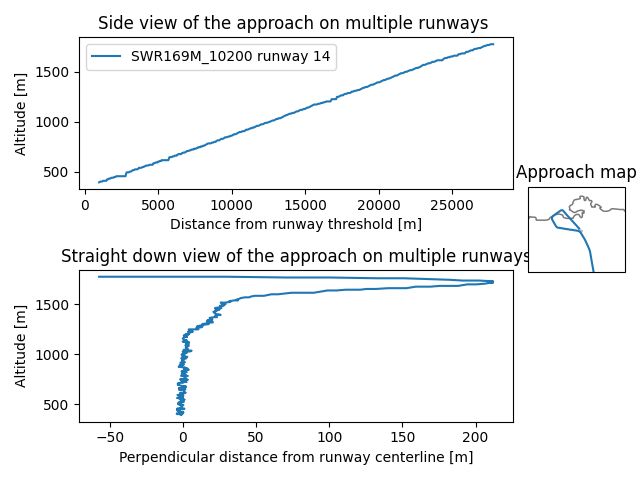 Side view of the approach on multiple runways
SWR169M_10200 runway 14
Altitude [m]
1500
1000
500
0
5000
10000
15000
20000
25000
Distance from runway threshold [m]
Approach map
Straight down view of the approach on multiple runways
Altitude [m]
1500
1000
500
−50
0
50
100
150
200
Perpendicular distance from runway centerline [m]